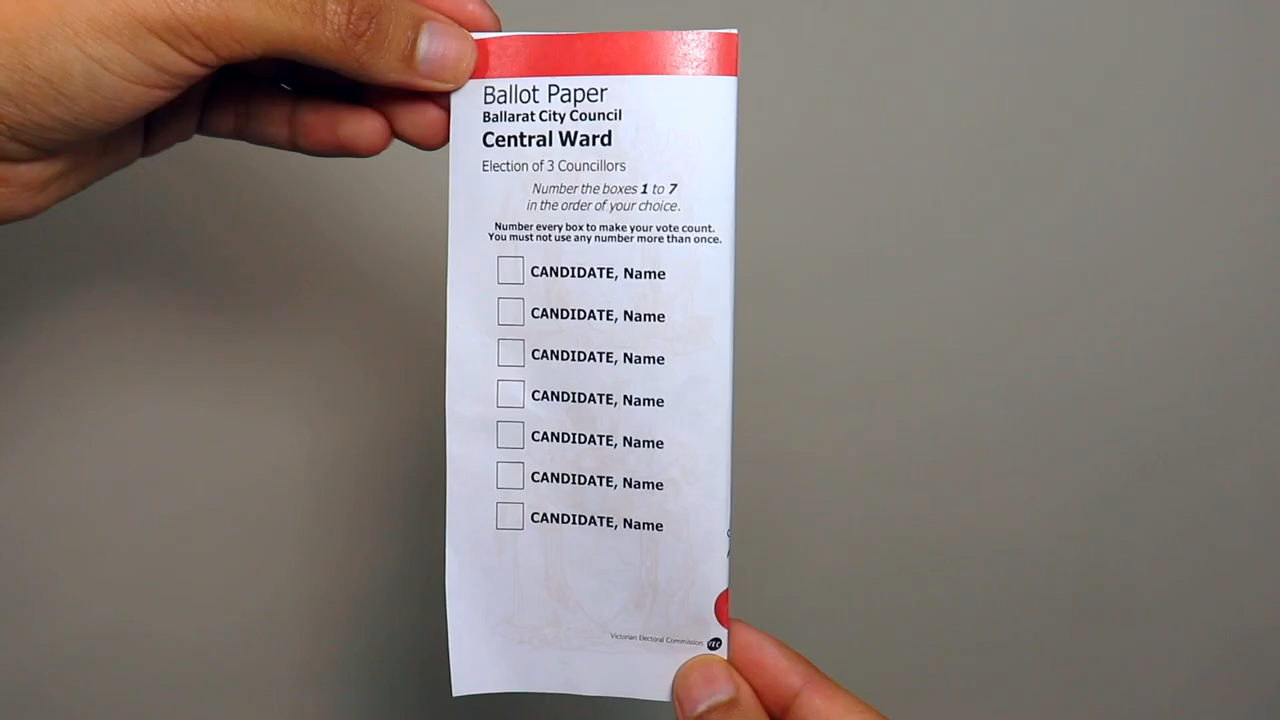 Ballot Paper
Ballarat City Council
Central Ward
Election of 3 Councillors
Number the boxes 1 to 7
in the order of your choice.
Number every box to make your vote count.
You must not use any number more than once.
CANDIDATE, Name
CANDIDATE, Name
CANDIDATE, Name
CANDIDATE, Name
CANDIDATE, Name
CANDIDATE, Name
CANDIDATE, Name
Victorian Electoral Commission vec